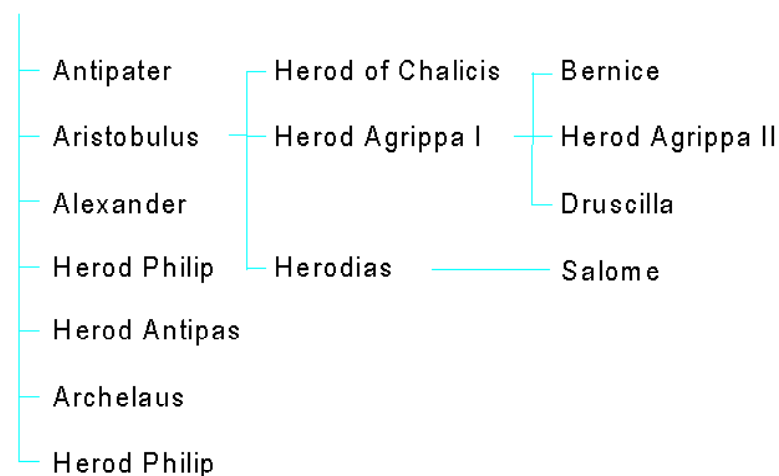 Antipater Herod of Chalicis Bernice
Aristobulus Herod Agrippa I Herod Agrippa II
Alexander Druscilla
Herod Philip Herodias Salome
Herod Antipas
Archelaus
Herod Philip